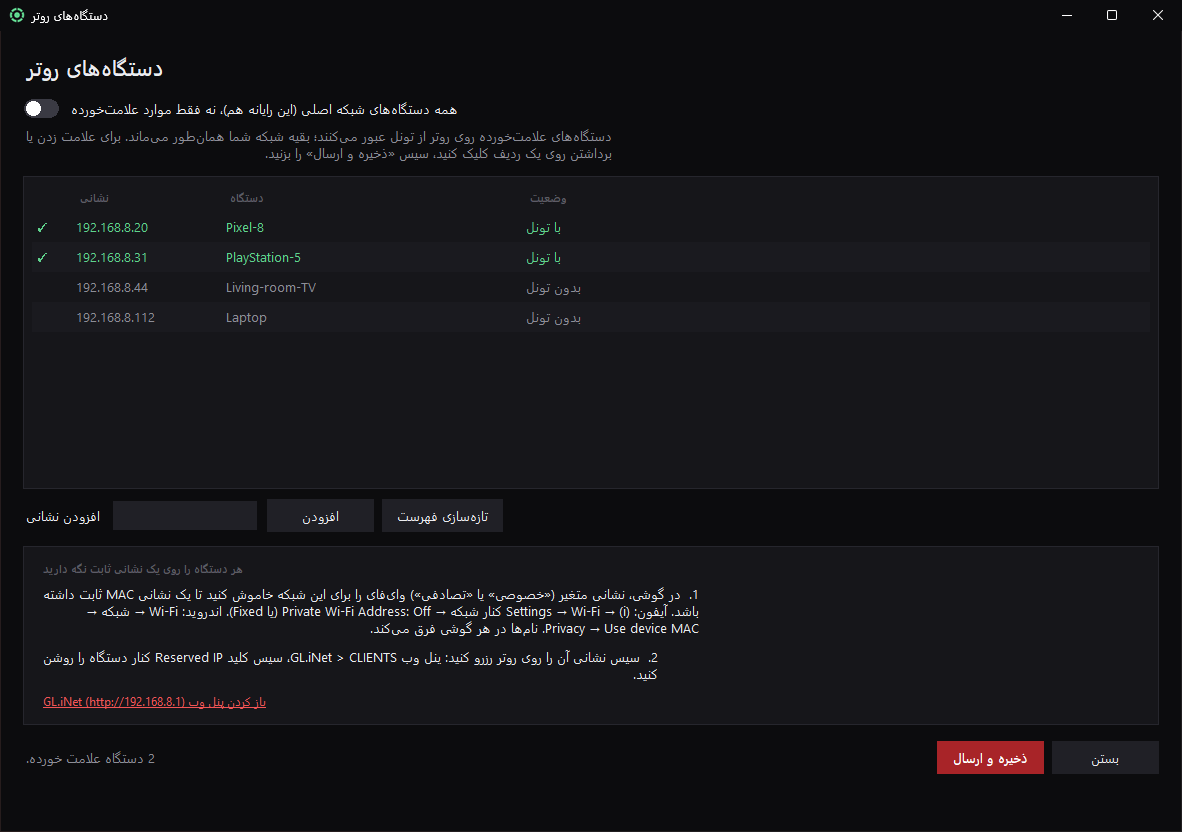 دستگاه‌های روتر
دستگاه‌های روتر
همه دستگاه‌های شبکه اصلی (این رایانه هم)، نه فقط موارد علامت‌خورده
دستگاه‌های علامت‌خورده روی روتر از تونل عبور می‌کنند؛ بقیه شبکه شما همان‌طور می‌ماند. برای علامت زدن یا
برداشتن روی یک ردیف کلیک کنید، سپس «ذخیره و ارسال» را بزنید.
نشانی دستگاه وضعیت
✓ 192.168.8.20 Pixel-8 با تونل
✓ 192.168.8.31 PlayStation-5 با تونل
192.168.8.44 Living-room-TV بدون تونل
192.168.8.112 Laptop بدون تونل
افزودن نشانی افزودن تازه‌سازی فهرست
هر دستگاه را روی یک نشانی ثابت نگه دارید
1. در گوشی، نشانی متغیر («خصوصی» یا «تصادفی») وای‌فای را برای این شبکه خاموش کنید تا یک نشانی MAC ثابت داشته
باشد. آیفون: Settings → Wi-Fi → (i) کنار شبکه → Private Wi-Fi Address: Off (یا Fixed). اندروید: Wi-Fi → شبکه →
Privacy → Use device MAC. نام‌ها در هر گوشی فرق می‌کند.
2. سپس نشانی آن را روی روتر رزرو کنید: پنل وب GL.iNet > CLIENTS، سپس کلید Reserved IP کنار دستگاه را روشن
کنید.
باز کردن پنل وب GL.iNet (http://192.168.8.1)
2 دستگاه علامت خورده.
ذخیره و ارسال
بستن